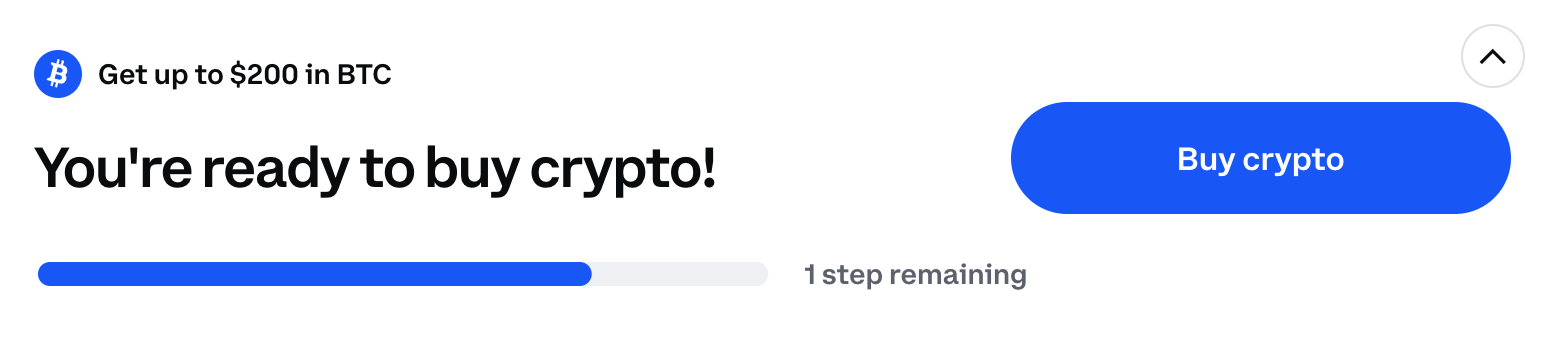 Get up to $200 in BTC
You're ready to buy crypto!
Buy crypto
1 step remaining